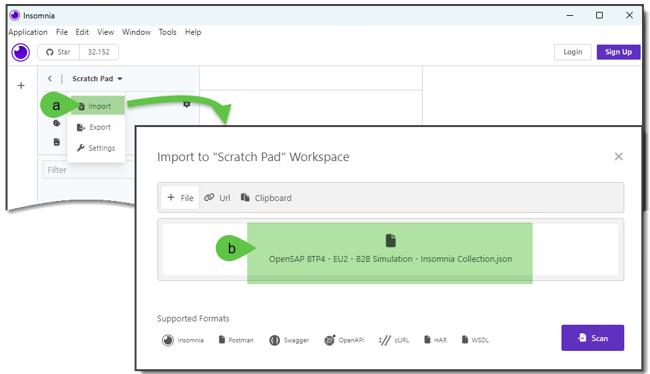 Insomnia
Application File Edit View Window Tools Help
Star 32.152 Login Sign Up
Scratch Pad
a Import
Export
Settings
Filter
Import to "Scratch Pad" Workspace
File Url Clipboard
b
OpenSAP BTP4 - EU2 - B2B Simulation - Insomnia Collection.json
Supported Formats
Insomnia Postman Swagger OpenAPI cURL HAR WSDL
Scan